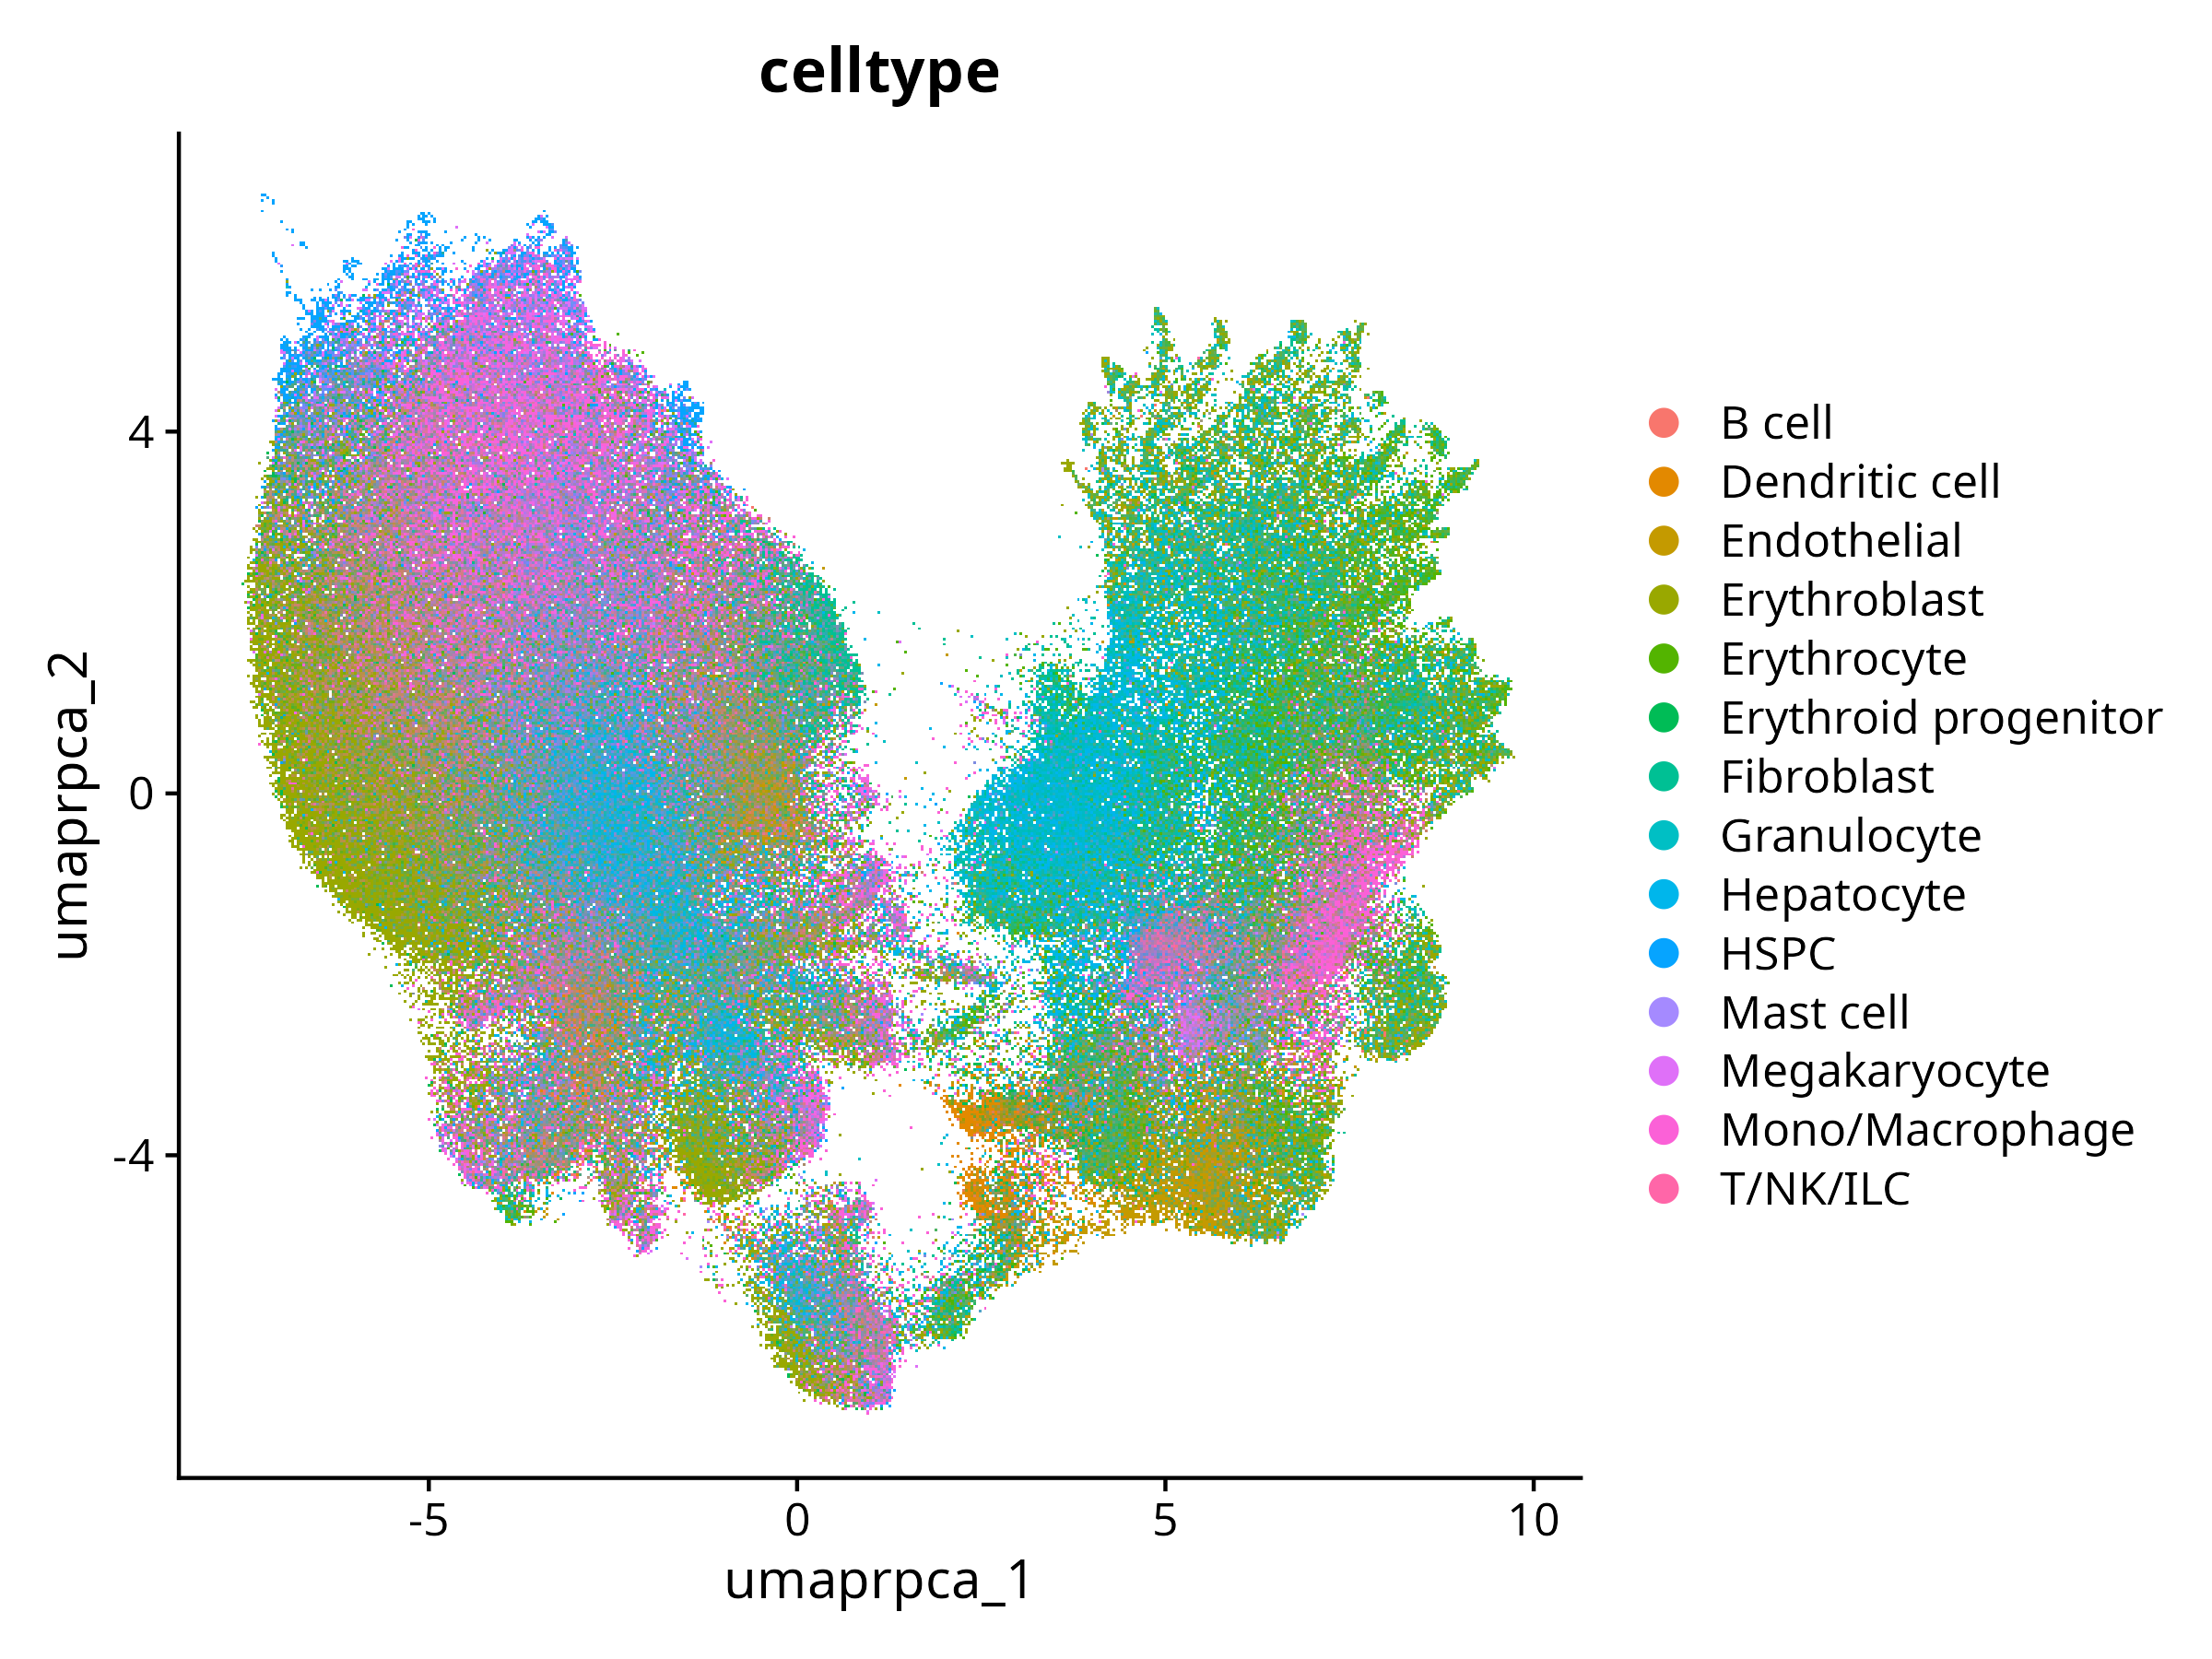 celltype
umaprpca_2
4
0
-4
-5
0
5
10
umaprpca_1
B cell
Dendritic cell
Endothelial
Erythroblast
Erythrocyte
Erythroid progenitor
Fibroblast
Granulocyte
Hepatocyte
HSPC
Mast cell
Megakaryocyte
Mono/Macrophage
T/NK/ILC